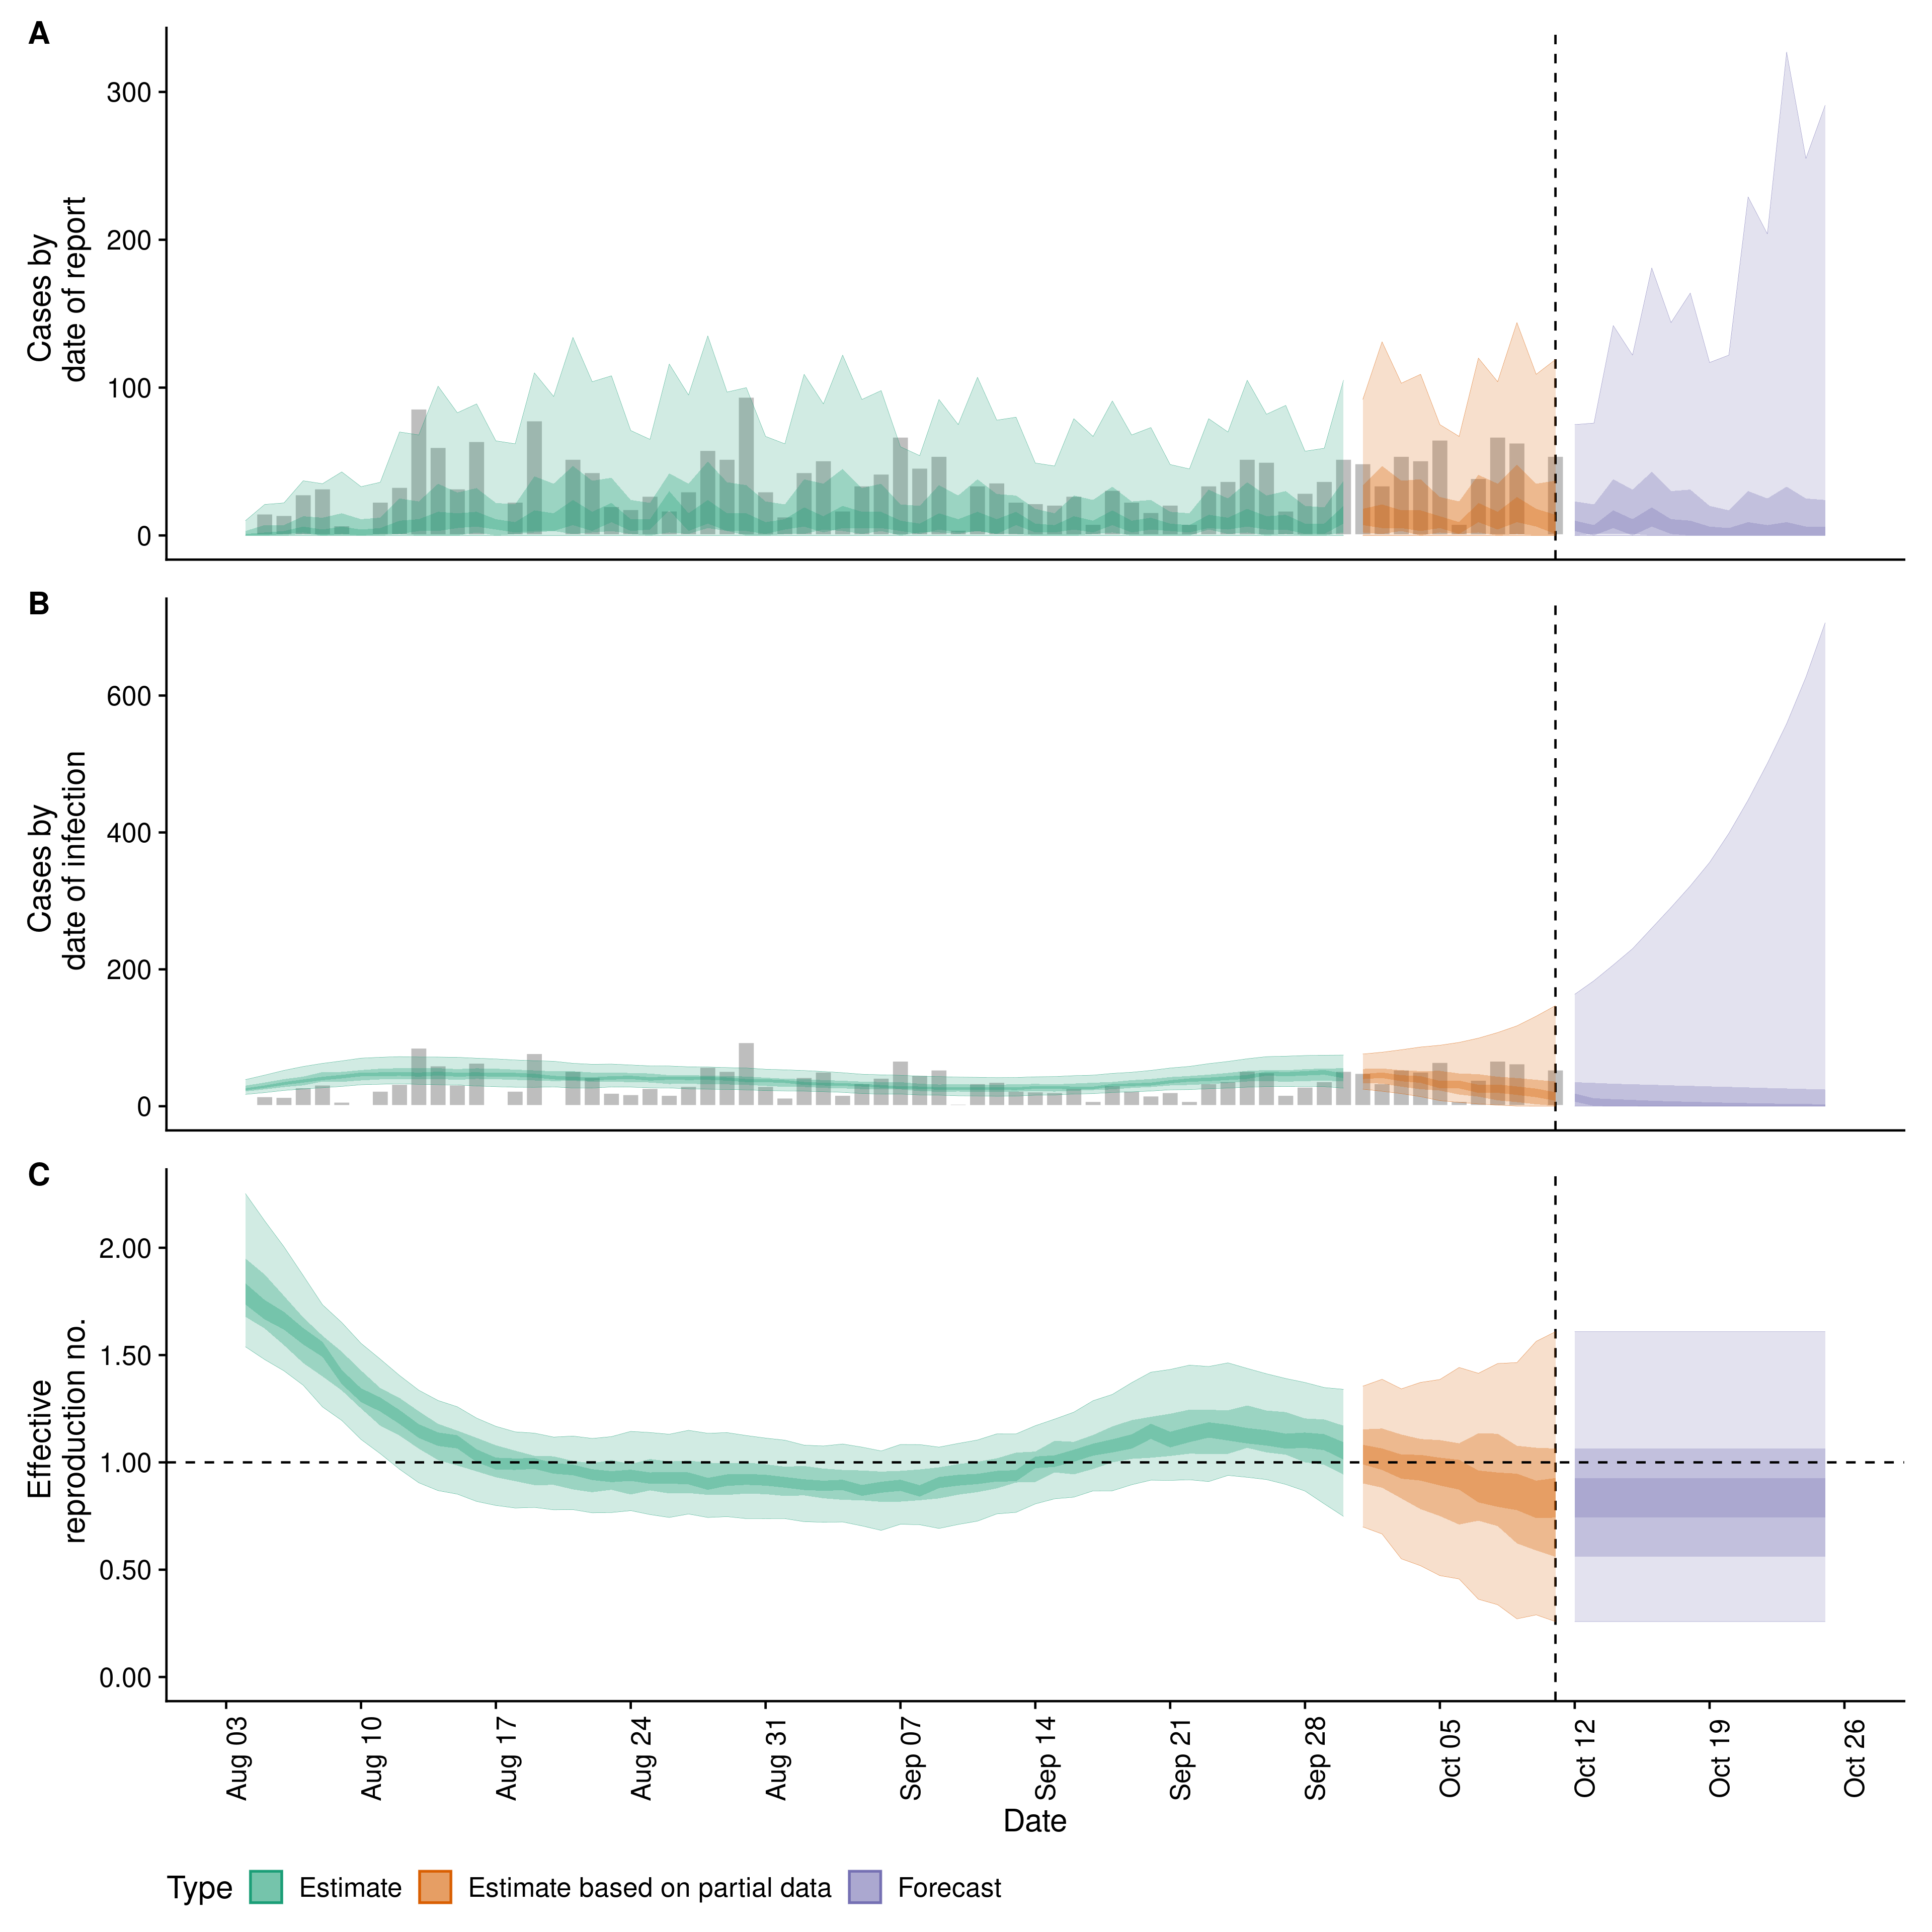 A
Cases by
date of report
300
200
100
0
B
Cases by
date of infection
600
400
200
0
C
Effective
reproduction no.
2.00
1.50
1.00
0.50
0.00
Aug 03
Aug 10
Aug 17
Aug 24
Aug 31
Sep 07
Sep 14
Sep 21
Sep 28
Oct 05
Oct 12
Oct 19
Oct 26
Date
Type Estimate Estimate based on partial data Forecast